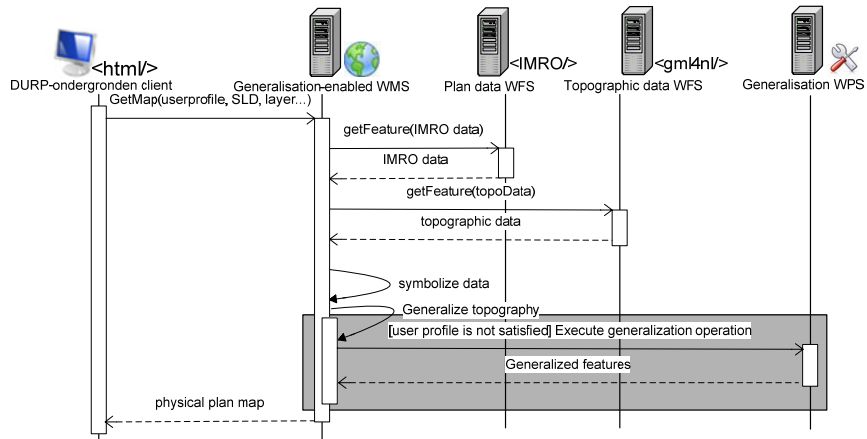 <html/>
<IMRO/>
<gml4nl/>
DURP-ondergronden client
Generalisation-enabled WMS
Plan data WFS
Topographic data WFS
Generalisation WPS
GetMap(userprofile, SLD, layer...)
getFeature(IMRO data)
IMRO data
getFeature(topoData)
topographic data
symbolize data
Generalize topography
[user profile is not satisfied] Execute generalization operation
Generalized features
physical plan map